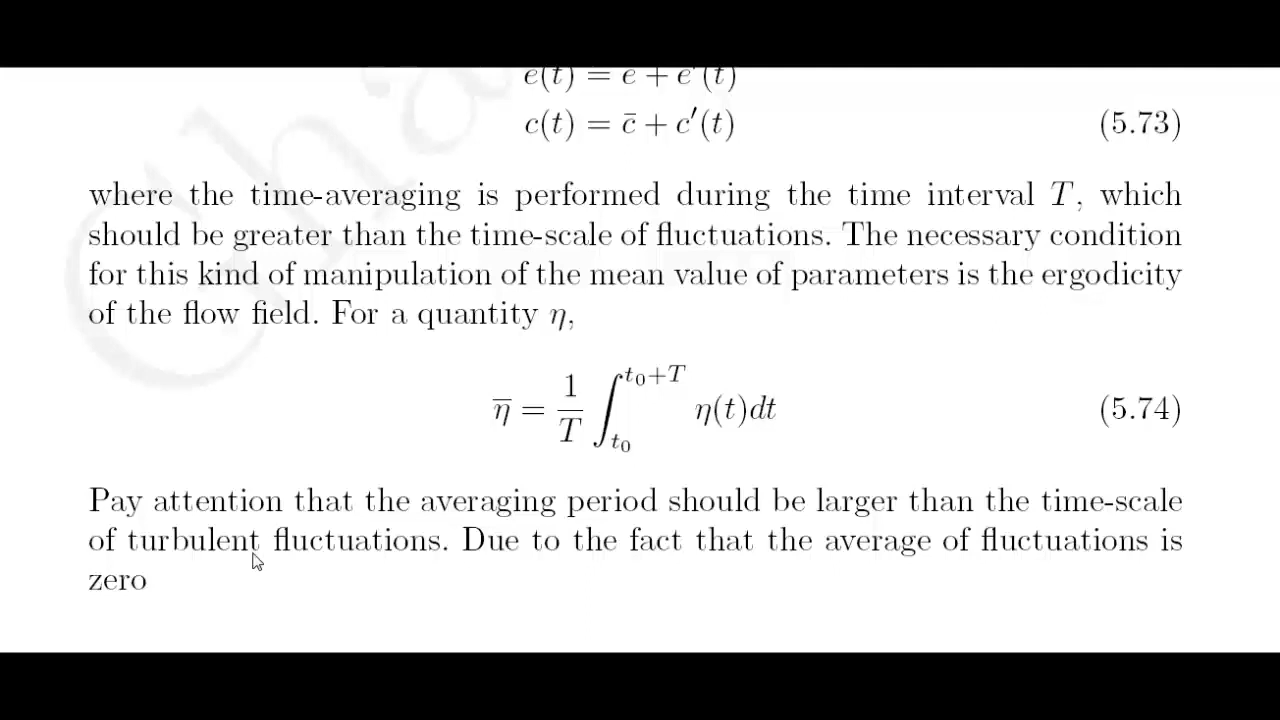 e(t) = e̅ + e′(t)
c(t) = c̄ + c′(t) (5.73)
where the time-averaging is performed during the time interval T, which
should be greater than the time-scale of fluctuations. The necessary condition
for this kind of manipulation of the mean value of parameters is the ergodicity
of the flow field. For a quantity η,
η̅ = 1/T ∫_{t₀}^{t₀+T} η(t)dt (5.74)
Pay attention that the averaging period should be larger than the time-scale
of turbulent fluctuations. Due to the fact that the average of fluctuations is
zero